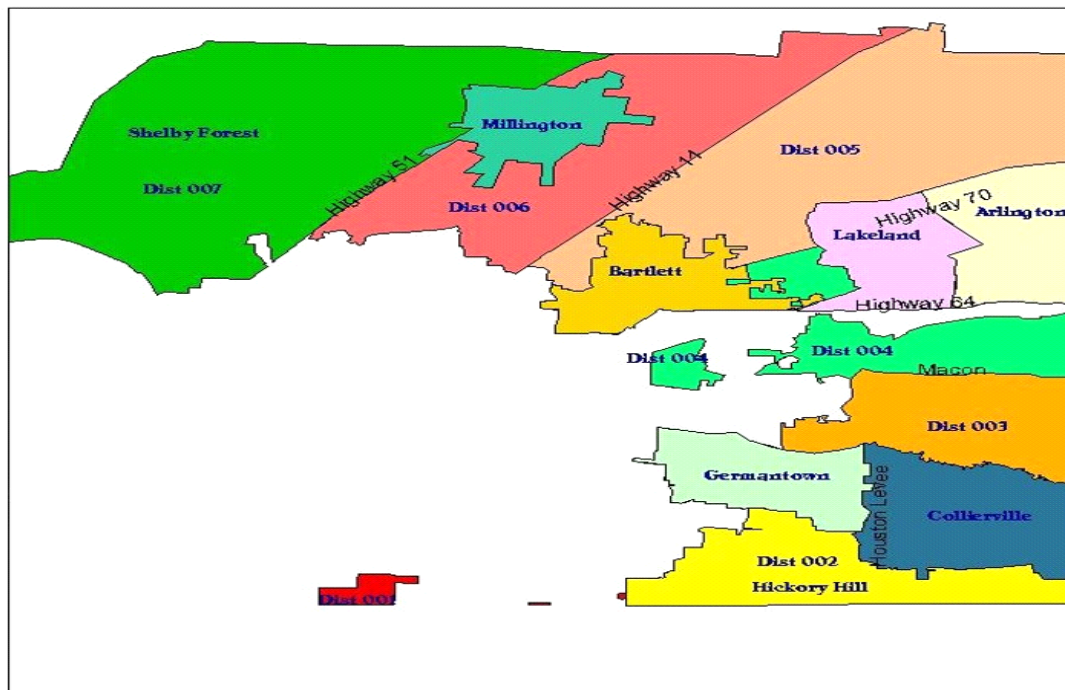 Shelby Forest
Dist 007
Highway 51
Millington
Dist 006
Highway 14
Dist 005
Highway 70
Arlington
Lakeland
Bartlett
Highway 64
Dist 004
Dist 004
Macon
Dist 003
Germantown
Houston Levee
Collierville
Dist 002
Hickory Hill
Dist 001